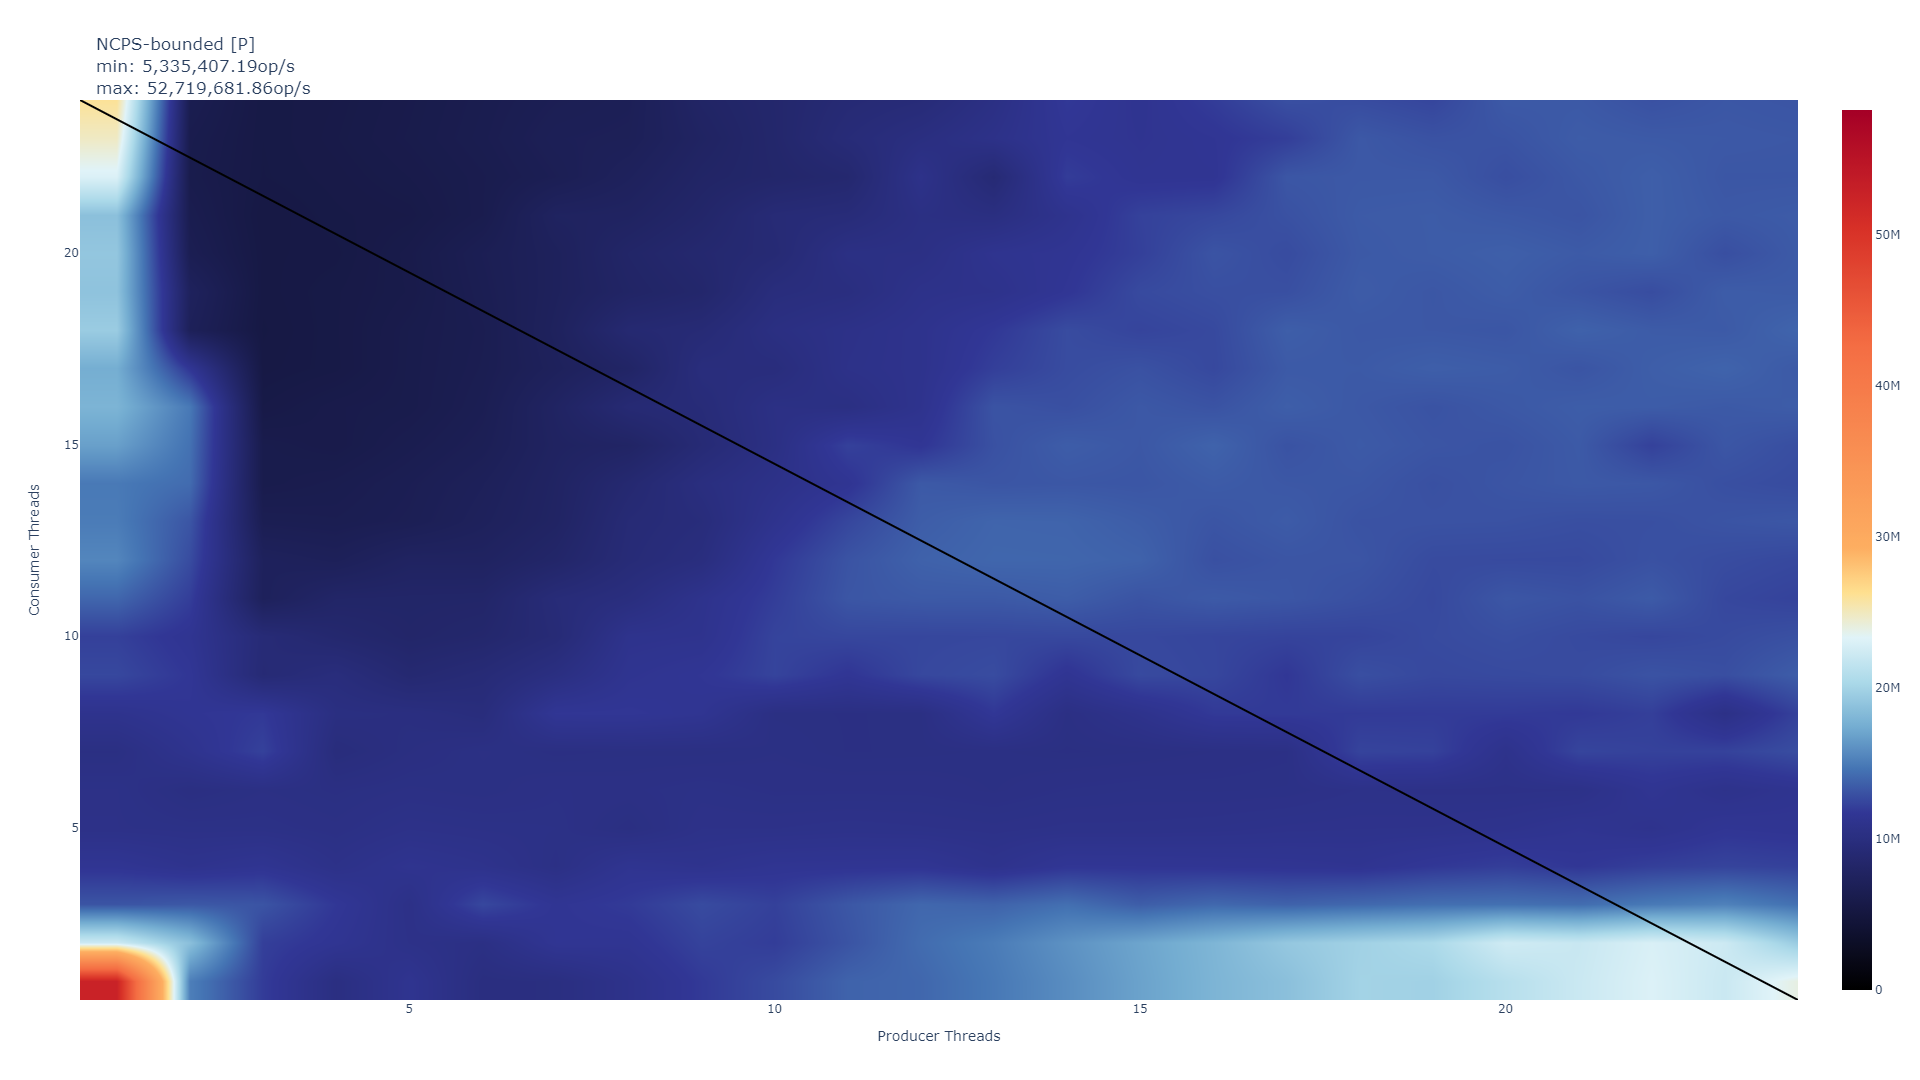 NCPS-bounded [P]
min: 5,335,407.19op/s
max: 52,719,681.86op/s
20
15
10
5
Consumer Threads
5
10
15
20
Producer Threads
50M
40M
30M
20M
10M
0